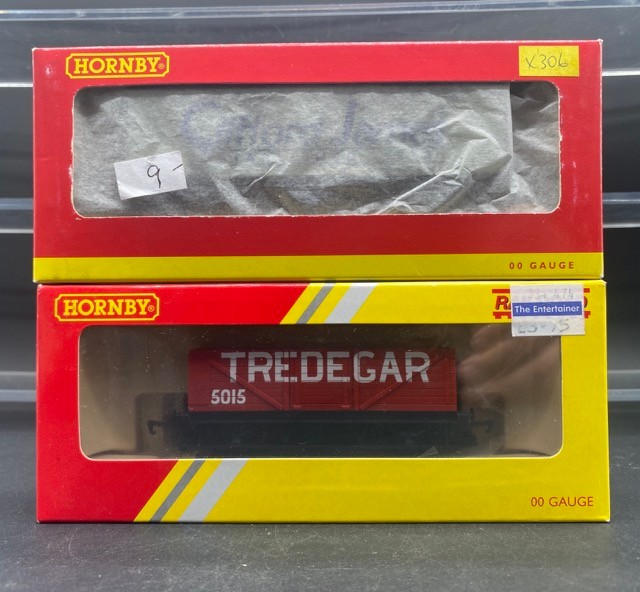 HORNBY®
X306
9-
00 GAUGE
HORNBY®
The Entertainer
TREDEGAR
5015
00 GAUGE